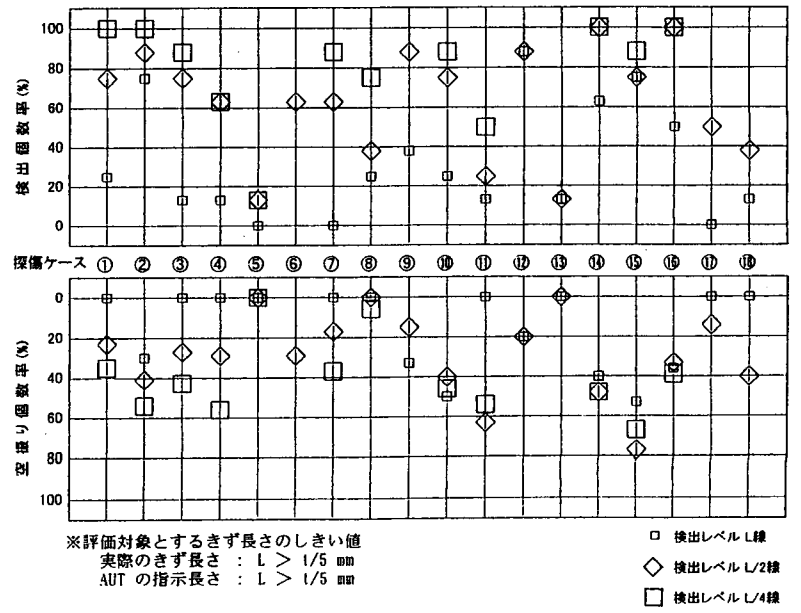 100
80
60
40
20
0
検出個数率(%)
探傷ケース ① ② ③ ④ ⑤ ⑥ ⑦ ⑧ ⑨ ⑩ ⑪ ⑫ ⑬ ⑭ ⑮ ⑯ ⑰ ⑱
0
20
40
60
80
100
空振り個数率(%)
※評価対象とするきず長さのしきい値
実際のきず長さ : L > t/5 mm
AUT の指示長さ : L > t/5 mm
検出レベル L線
検出レベル L/2線
検出レベル L/4線